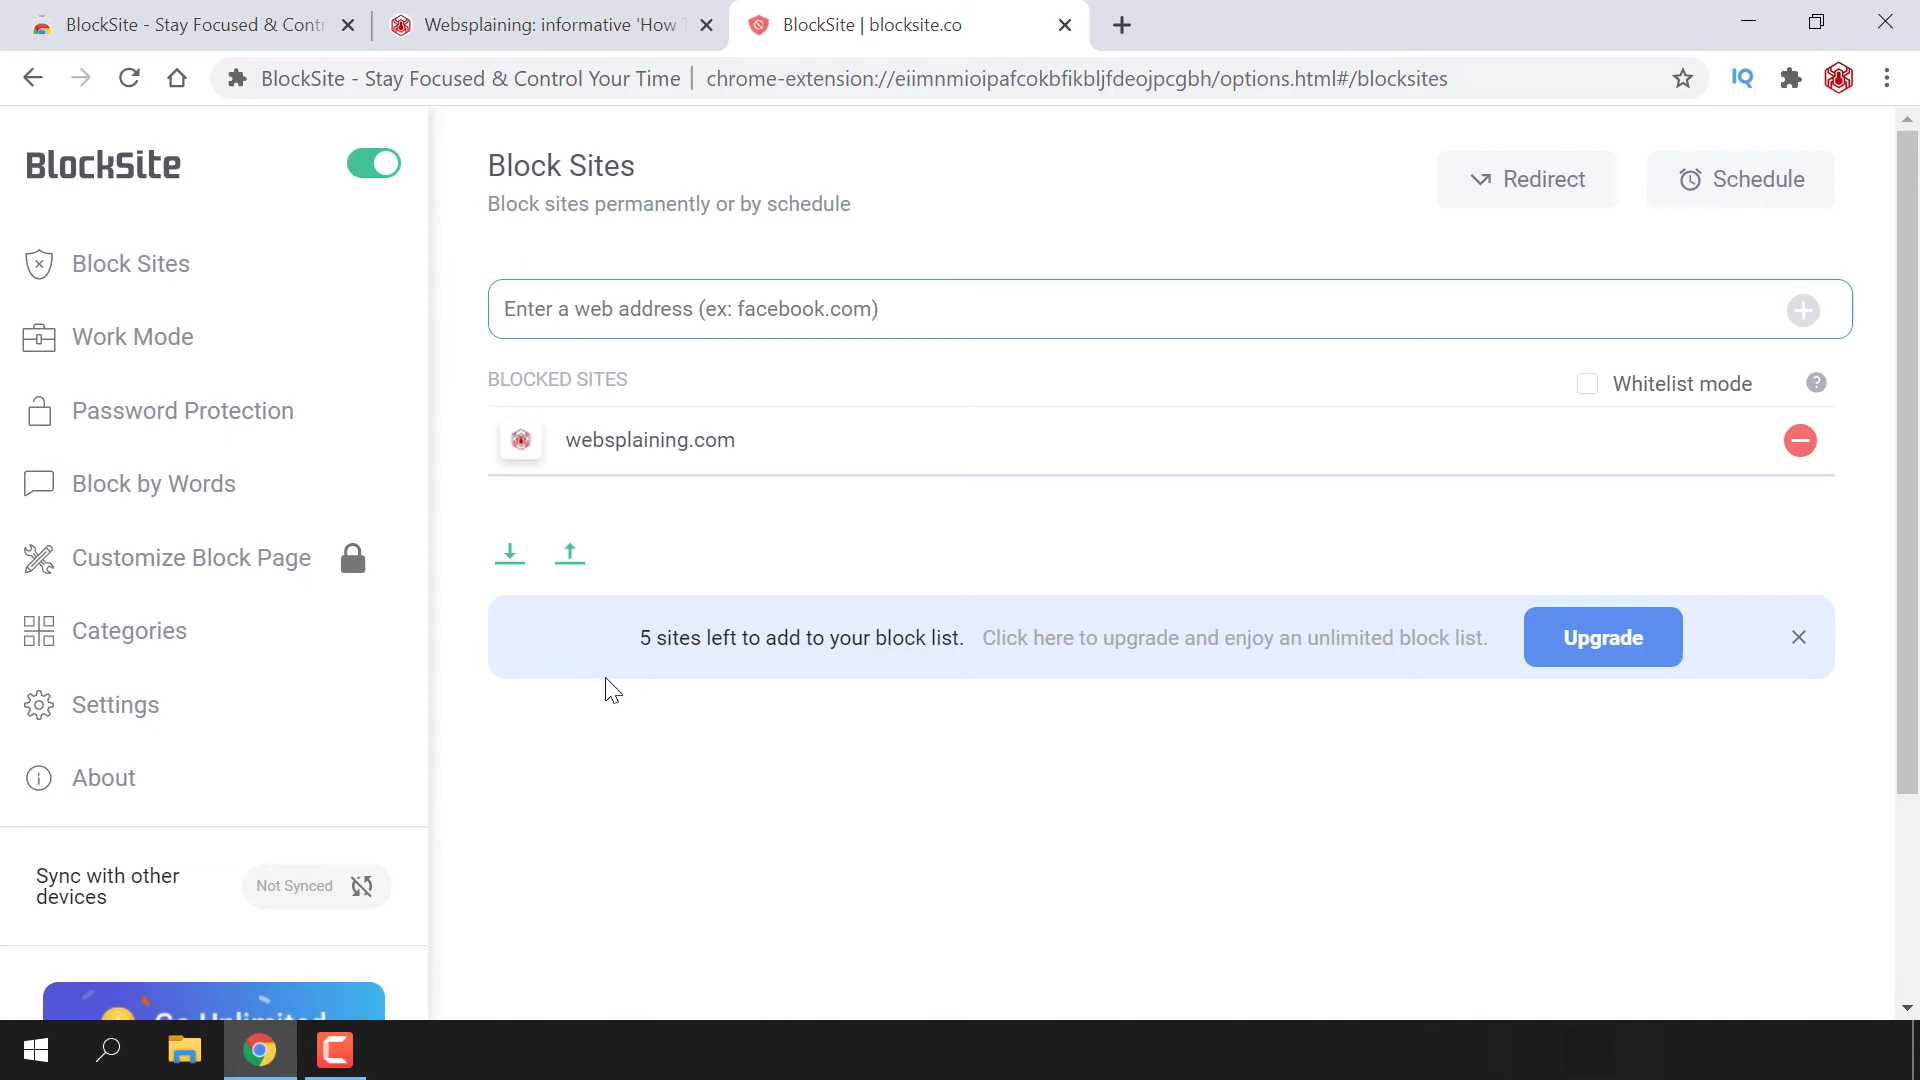 BlockSite - Stay Focused & Contr
Websplaining: informative 'How T
BlockSite | blocksite.co
BlockSite - Stay Focused & Control Your Time
chrome-extension://eiimnmioipafcokbfikbljfdeojpcgbh/options.html#/blocksites
IQ
BlockSite
Block Sites
Work Mode
Password Protection
Block by Words
Customize Block Page
Categories
Settings
About
Sync with other
devices
Not Synced
Go Unlimited
Block Sites
Block sites permanently or by schedule
Redirect
Schedule
Enter a web address (ex: facebook.com)
BLOCKED SITES
Whitelist mode
?
websplaining.com
5 sites left to add to your block list.
Click here to upgrade and enjoy an unlimited block list.
Upgrade